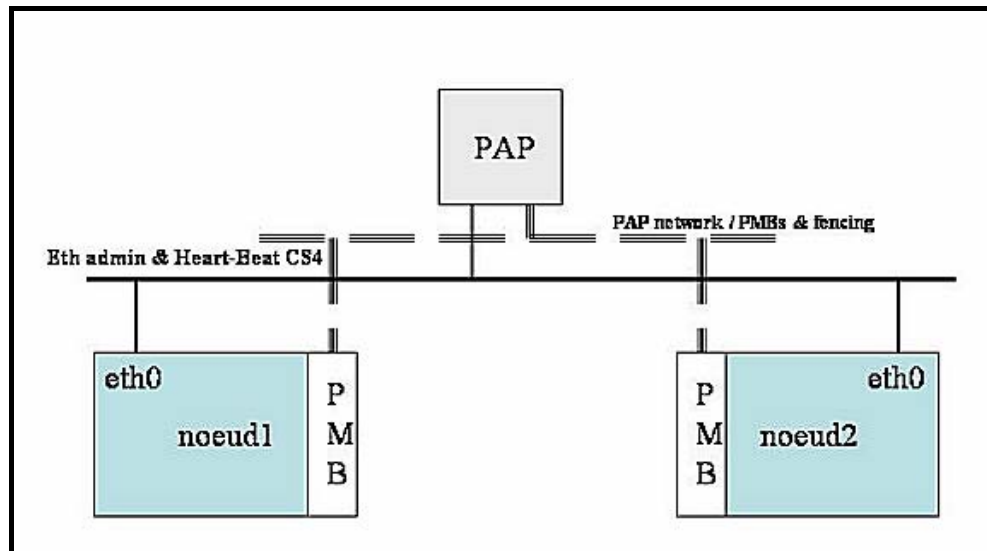 PAP
PAP network / PMBs & fencing
Eth admin & Heart-Beat CS4
eth0
noeud1
P
M
B
P
M
B
eth0
noeud2